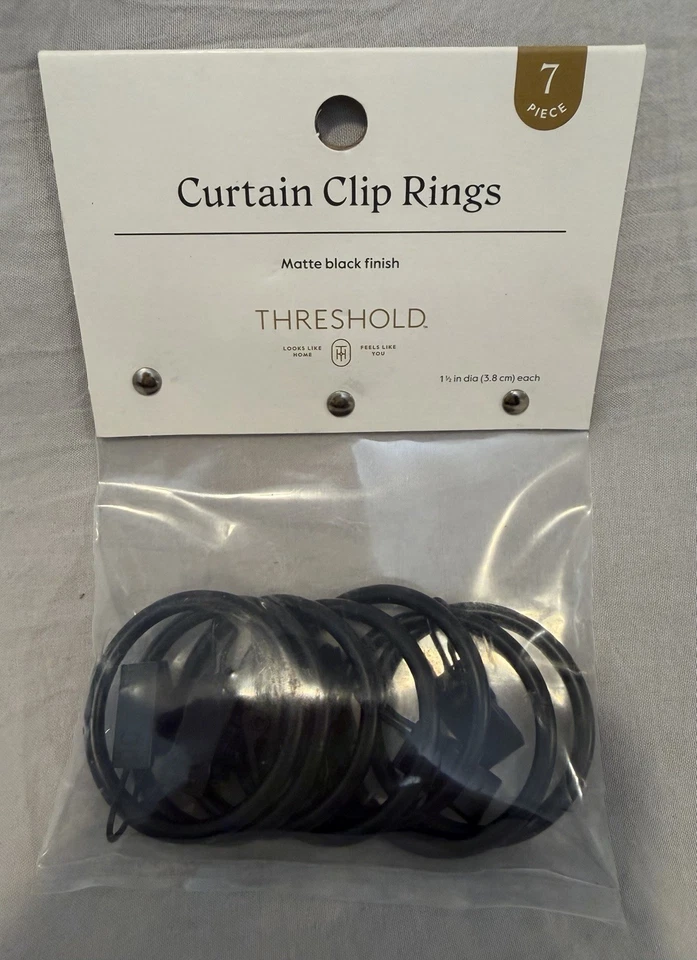 7
PIECE
Curtain Clip Rings
Matte black finish
THRESHOLD™
LOOKS LIKE
HOME
FEELS LIKE
YOU
1 ½ in dia (3.8 cm) each